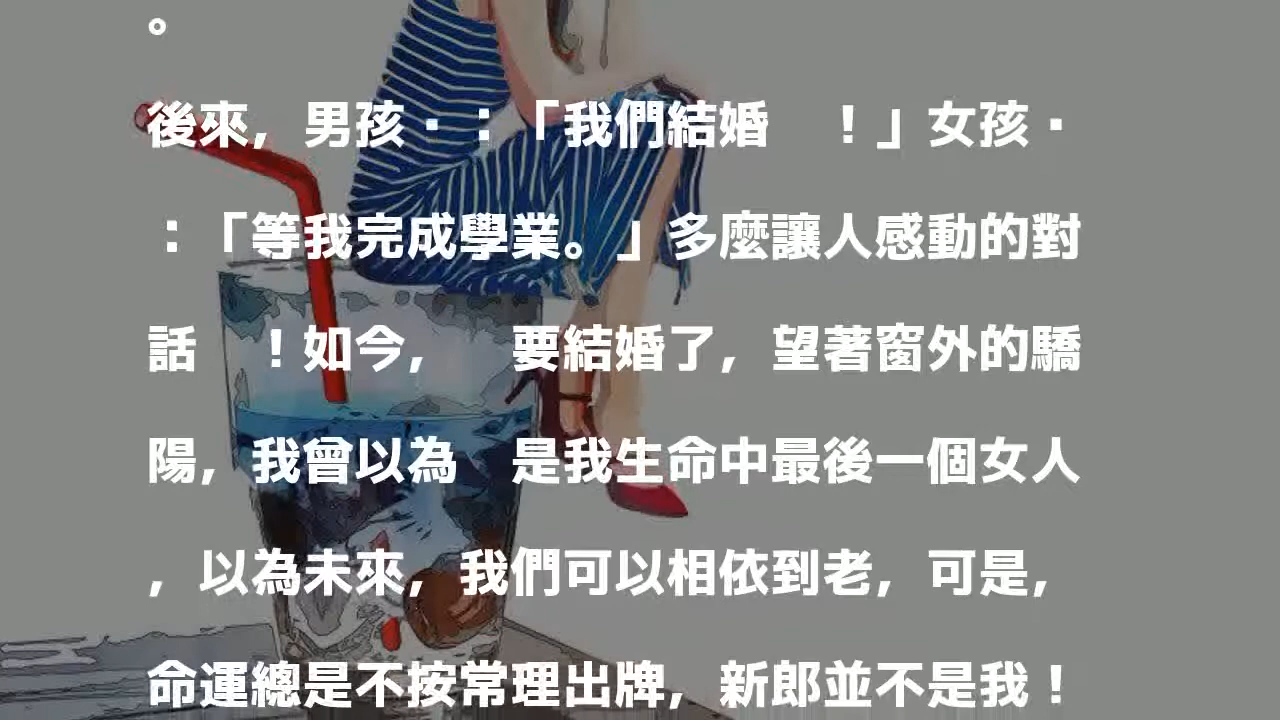 。
後來，男孩·：「我們結婚　！」女孩·
：「等我完成學業。」多麼讓人感動的對
話　！如今，　要結婚了，望著窗外的驕
陽，我曾以為　是我生命中最後一個女人
，以為未來，我們可以相依到老，可是，
命運總是不按常理出牌，新郎並不是我！